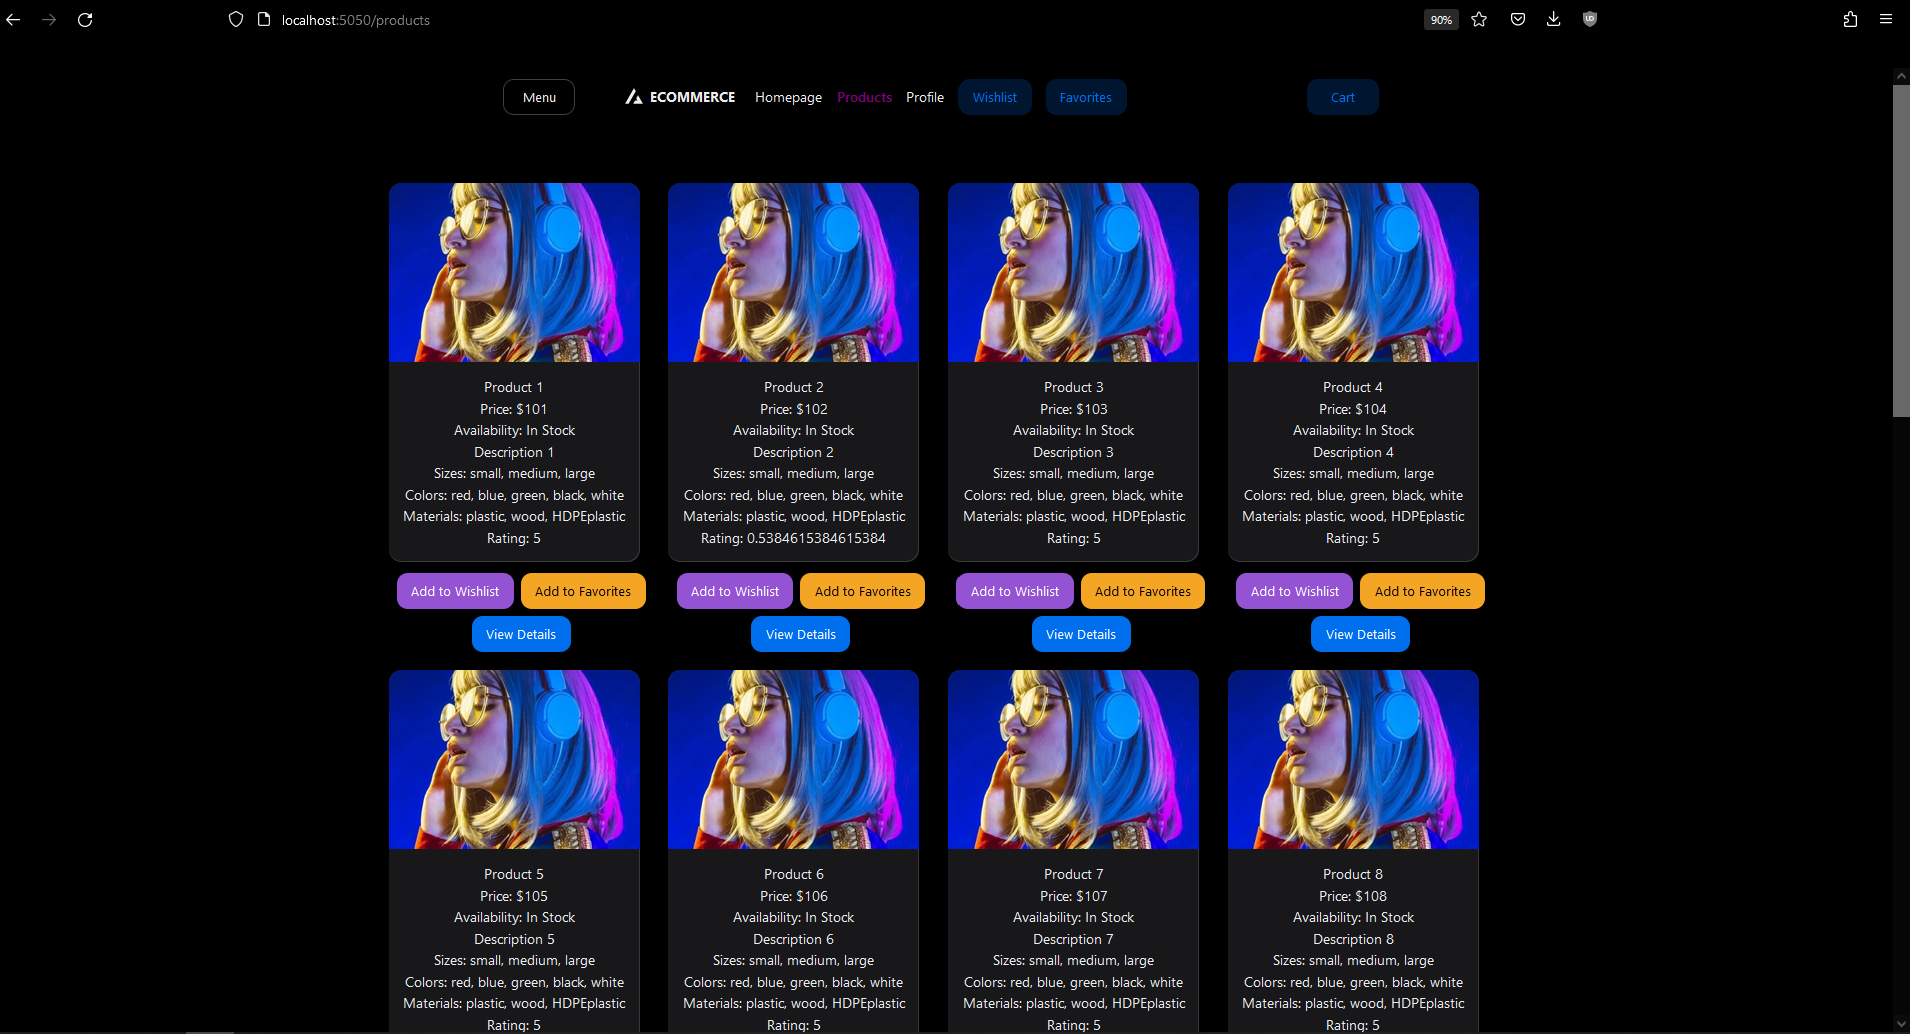 localhost:5050/products
90%
Menu
ECOMMERCE
Homepage
Products
Profile
Wishlist
Favorites
Cart
Product 1
Price: $101
Availability: In Stock
Description 1
Sizes: small, medium, large
Colors: red, blue, green, black, white
Materials: plastic, wood, HDPEplastic
Rating: 5
Add to Wishlist
Add to Favorites
View Details
Product 2
Price: $102
Availability: In Stock
Description 2
Sizes: small, medium, large
Colors: red, blue, green, black, white
Materials: plastic, wood, HDPEplastic
Rating: 0.5384615384615384
Add to Wishlist
Add to Favorites
View Details
Product 3
Price: $103
Availability: In Stock
Description 3
Sizes: small, medium, large
Colors: red, blue, green, black, white
Materials: plastic, wood, HDPEplastic
Rating: 5
Add to Wishlist
Add to Favorites
View Details
Product 4
Price: $104
Availability: In Stock
Description 4
Sizes: small, medium, large
Colors: red, blue, green, black, white
Materials: plastic, wood, HDPEplastic
Rating: 5
Add to Wishlist
Add to Favorites
View Details
Product 5
Price: $105
Availability: In Stock
Description 5
Sizes: small, medium, large
Colors: red, blue, green, black, white
Materials: plastic, wood, HDPEplastic
Rating: 5
Product 6
Price: $106
Availability: In Stock
Description 6
Sizes: small, medium, large
Colors: red, blue, green, black, white
Materials: plastic, wood, HDPEplastic
Rating: 5
Product 7
Price: $107
Availability: In Stock
Description 7
Sizes: small, medium, large
Colors: red, blue, green, black, white
Materials: plastic, wood, HDPEplastic
Rating: 5
Product 8
Price: $108
Availability: In Stock
Description 8
Sizes: small, medium, large
Colors: red, blue, green, black, white
Materials: plastic, wood, HDPEplastic
Rating: 5